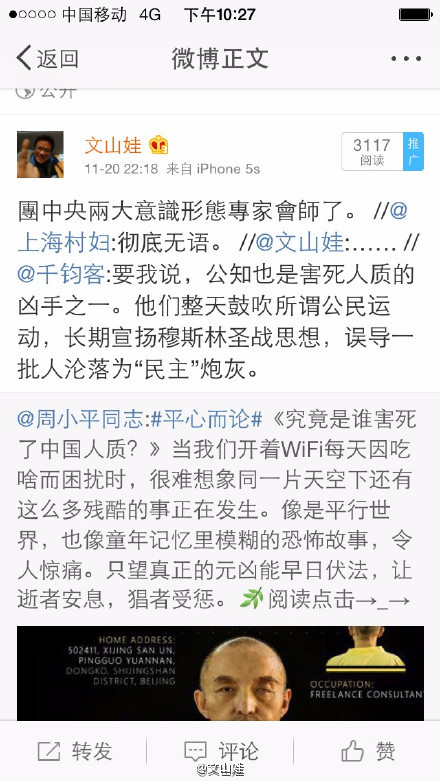 中国移动 4G 下午10:27
返回 微博正文
公开
文山娃
3117 阅读 推广
11-20 22:18 来自 iPhone 5s
團中央兩大意識形態專家會師了。 //@
上海村妇:彻底无语。 //@文山娃:…… //
@千钧客:要我说，公知也是害死人质的
凶手之一。他们整天鼓吹所谓公民运
动，长期宣扬穆斯林圣战思想，误导一
批人沦落为“民主”炮灰。
@周小平同志:#平心而论#《究竟是谁害死
了中国人质？》当我们开着WiFi每天因吃
啥而困扰时，很难想象同一片天空下还有
这么多残酷的事正在发生。像是平行世
界，也像童年记忆里模糊的恐怖故事，令
人惊痛。只望真正的元凶能早日伏法，让
逝者安息，猖者受惩。🌿阅读点击→_→
HOME ADDRESS:
502411, XIJING SAN UN,
PINGGUO YUANNAN,
DONGKO, SHIJINGSHAN
DISTRICT, BEIJING
OCCUPATION:
FREELANCE CONSULTAN
转发 评论 赞
@文山娃